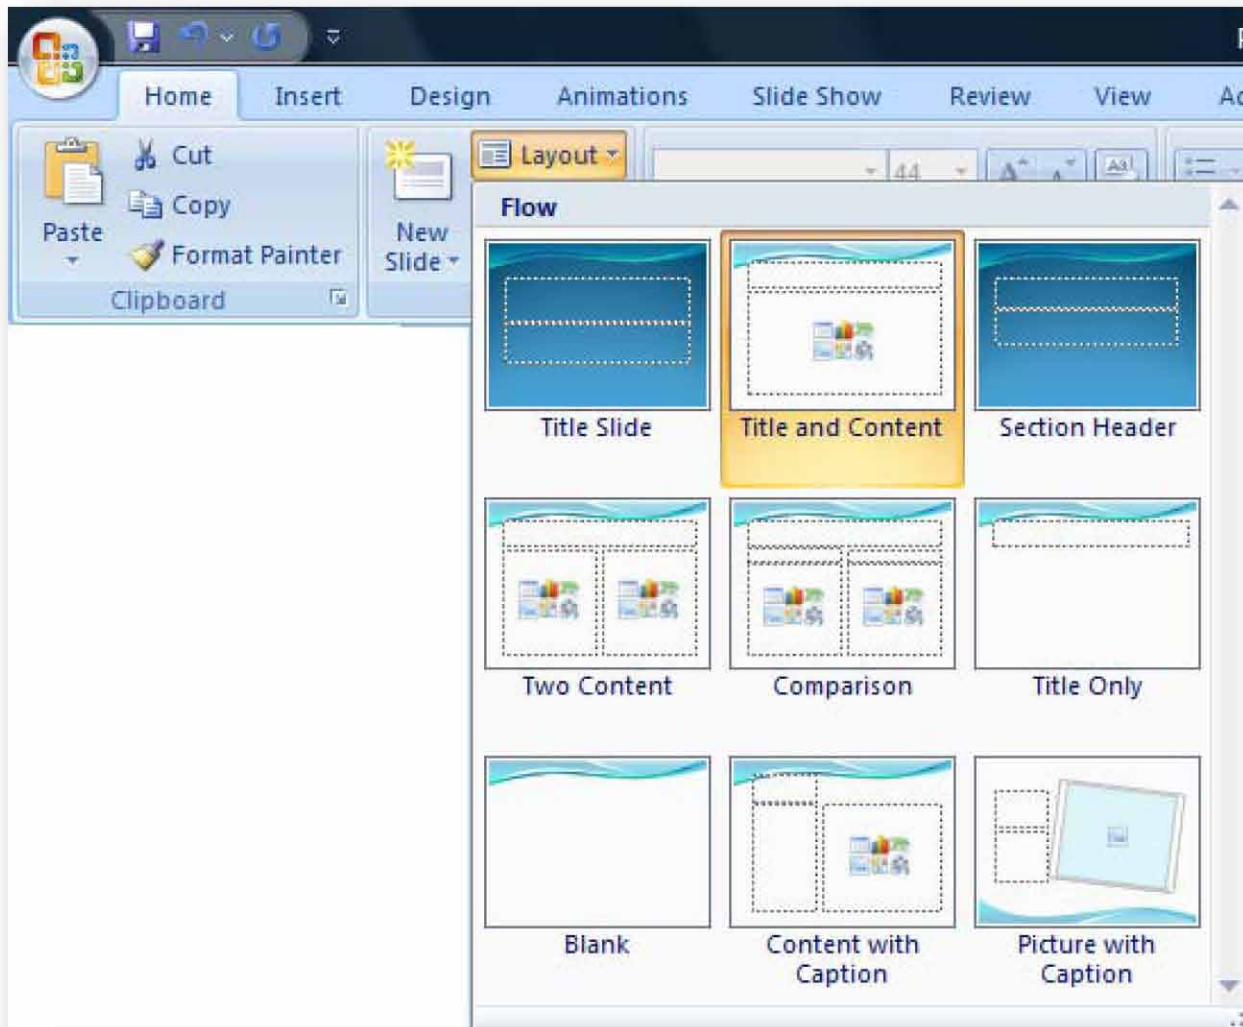 Home Insert Design Animations Slide Show Review View
Cut
Layout
44
Copy
Paste
New
Slide
Format Painter
Clipboard
Flow
Title Slide Title and Content Section Header
Two Content Comparison Title Only
Blank Content with Picture with
Caption Caption